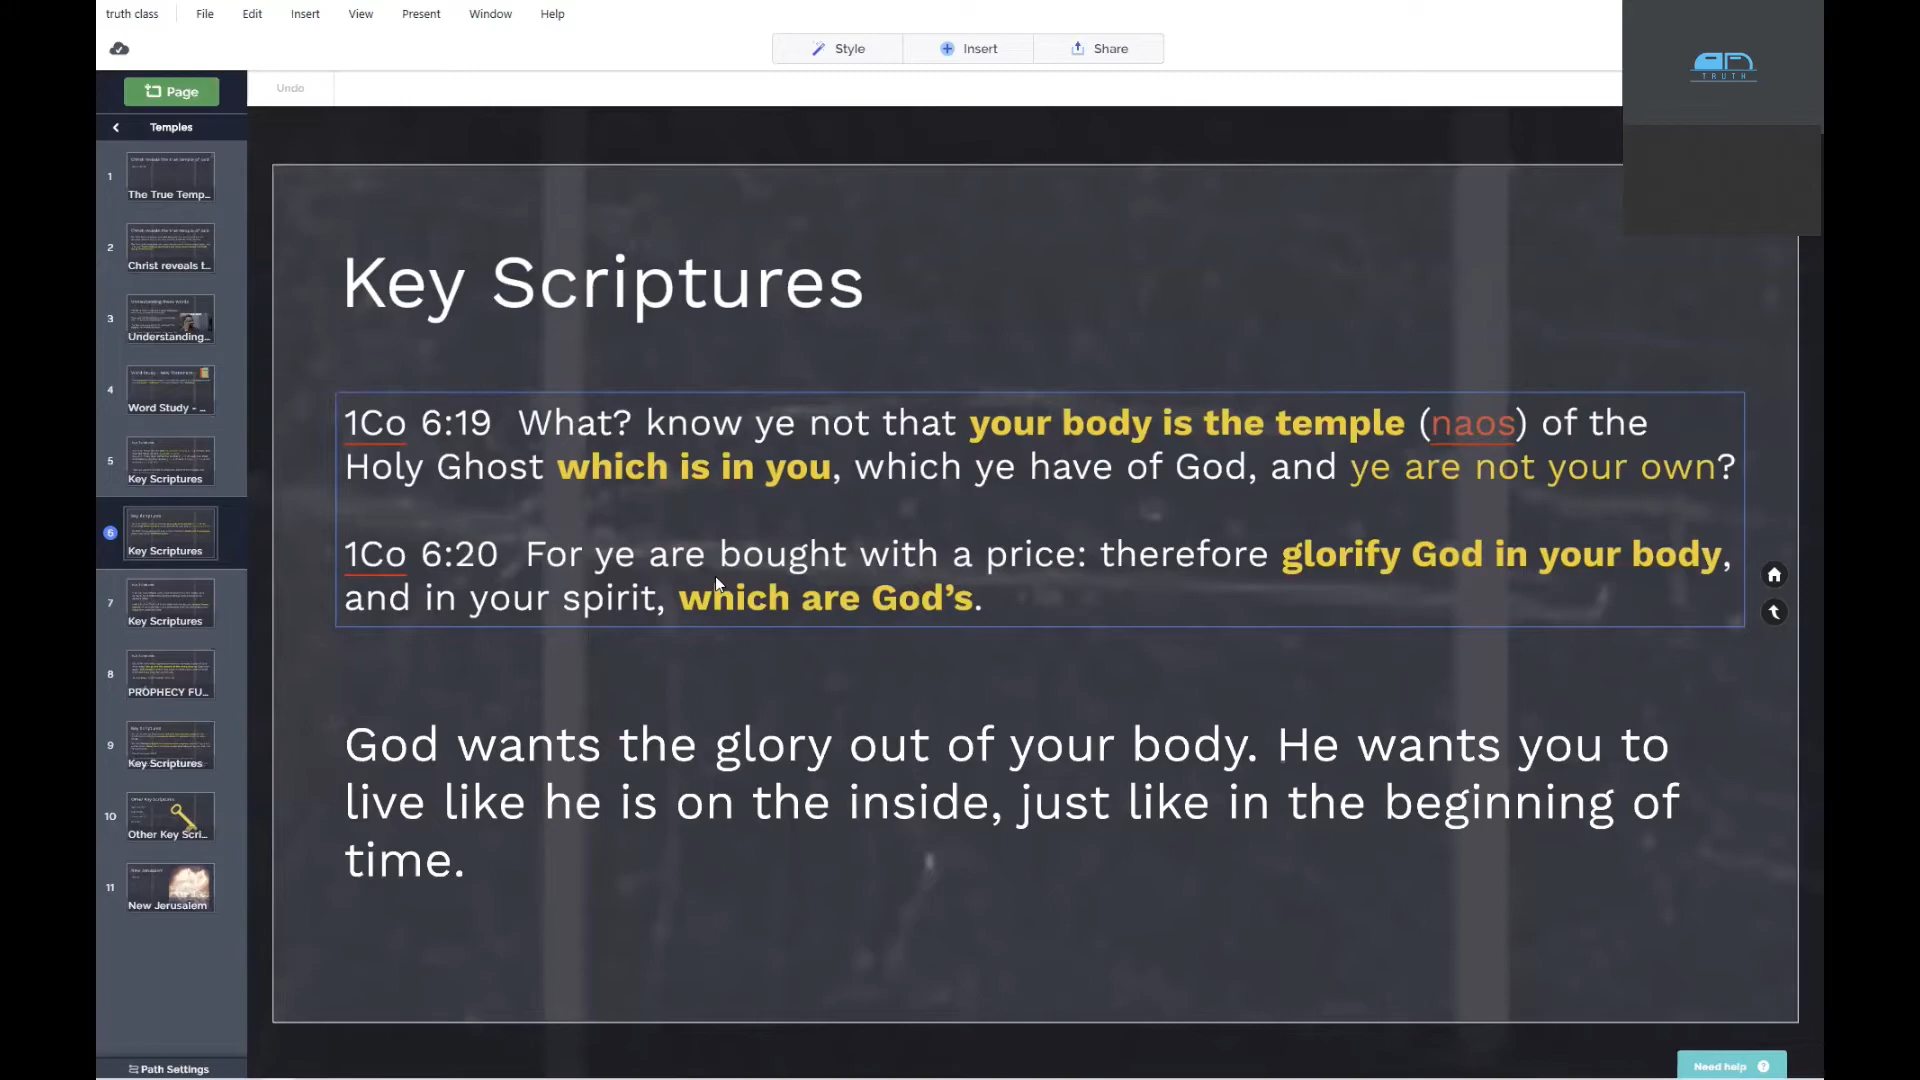 truth class
File
Edit
Insert
View
Present
Window
Help
Style
Insert
Share
TRUTH
Page
Undo
Temples
1
The True Temp...
2
Christ reveals t...
3
Understanding...
4
Word Study - ...
5
Key Scriptures
6
Key Scriptures
7
Key Scriptures
8
PROPHECY FU...
9
Key Scriptures
10
Other Key Scri...
11
New Jerusalem
Path Settings
Key Scriptures
1Co 6:19 What? know ye not that your body is the temple (naos) of the
Holy Ghost which is in you, which ye have of God, and ye are not your own?
1Co 6:20 For ye are bought with a price: therefore glorify God in your body,
and in your spirit, which are God’s.
God wants the glory out of your body. He wants you to
live like he is on the inside, just like in the beginning of
time.
Need help ?